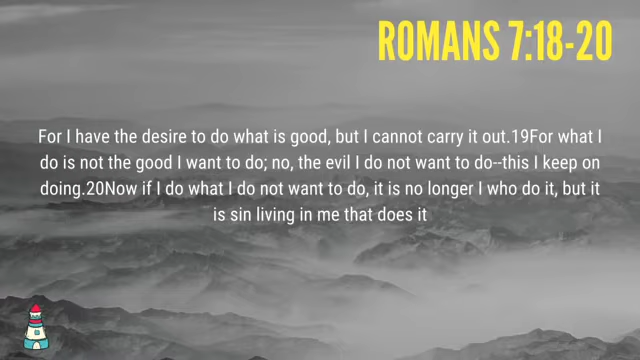 ROMANS 7:18-20
For I have the desire to do what is good, but I cannot carry it out.19For what I
do is not the good I want to do; no, the evil I do not want to do--this I keep on
doing.20Now if I do what I do not want to do, it is no longer I who do it, but it
is sin living in me that does it